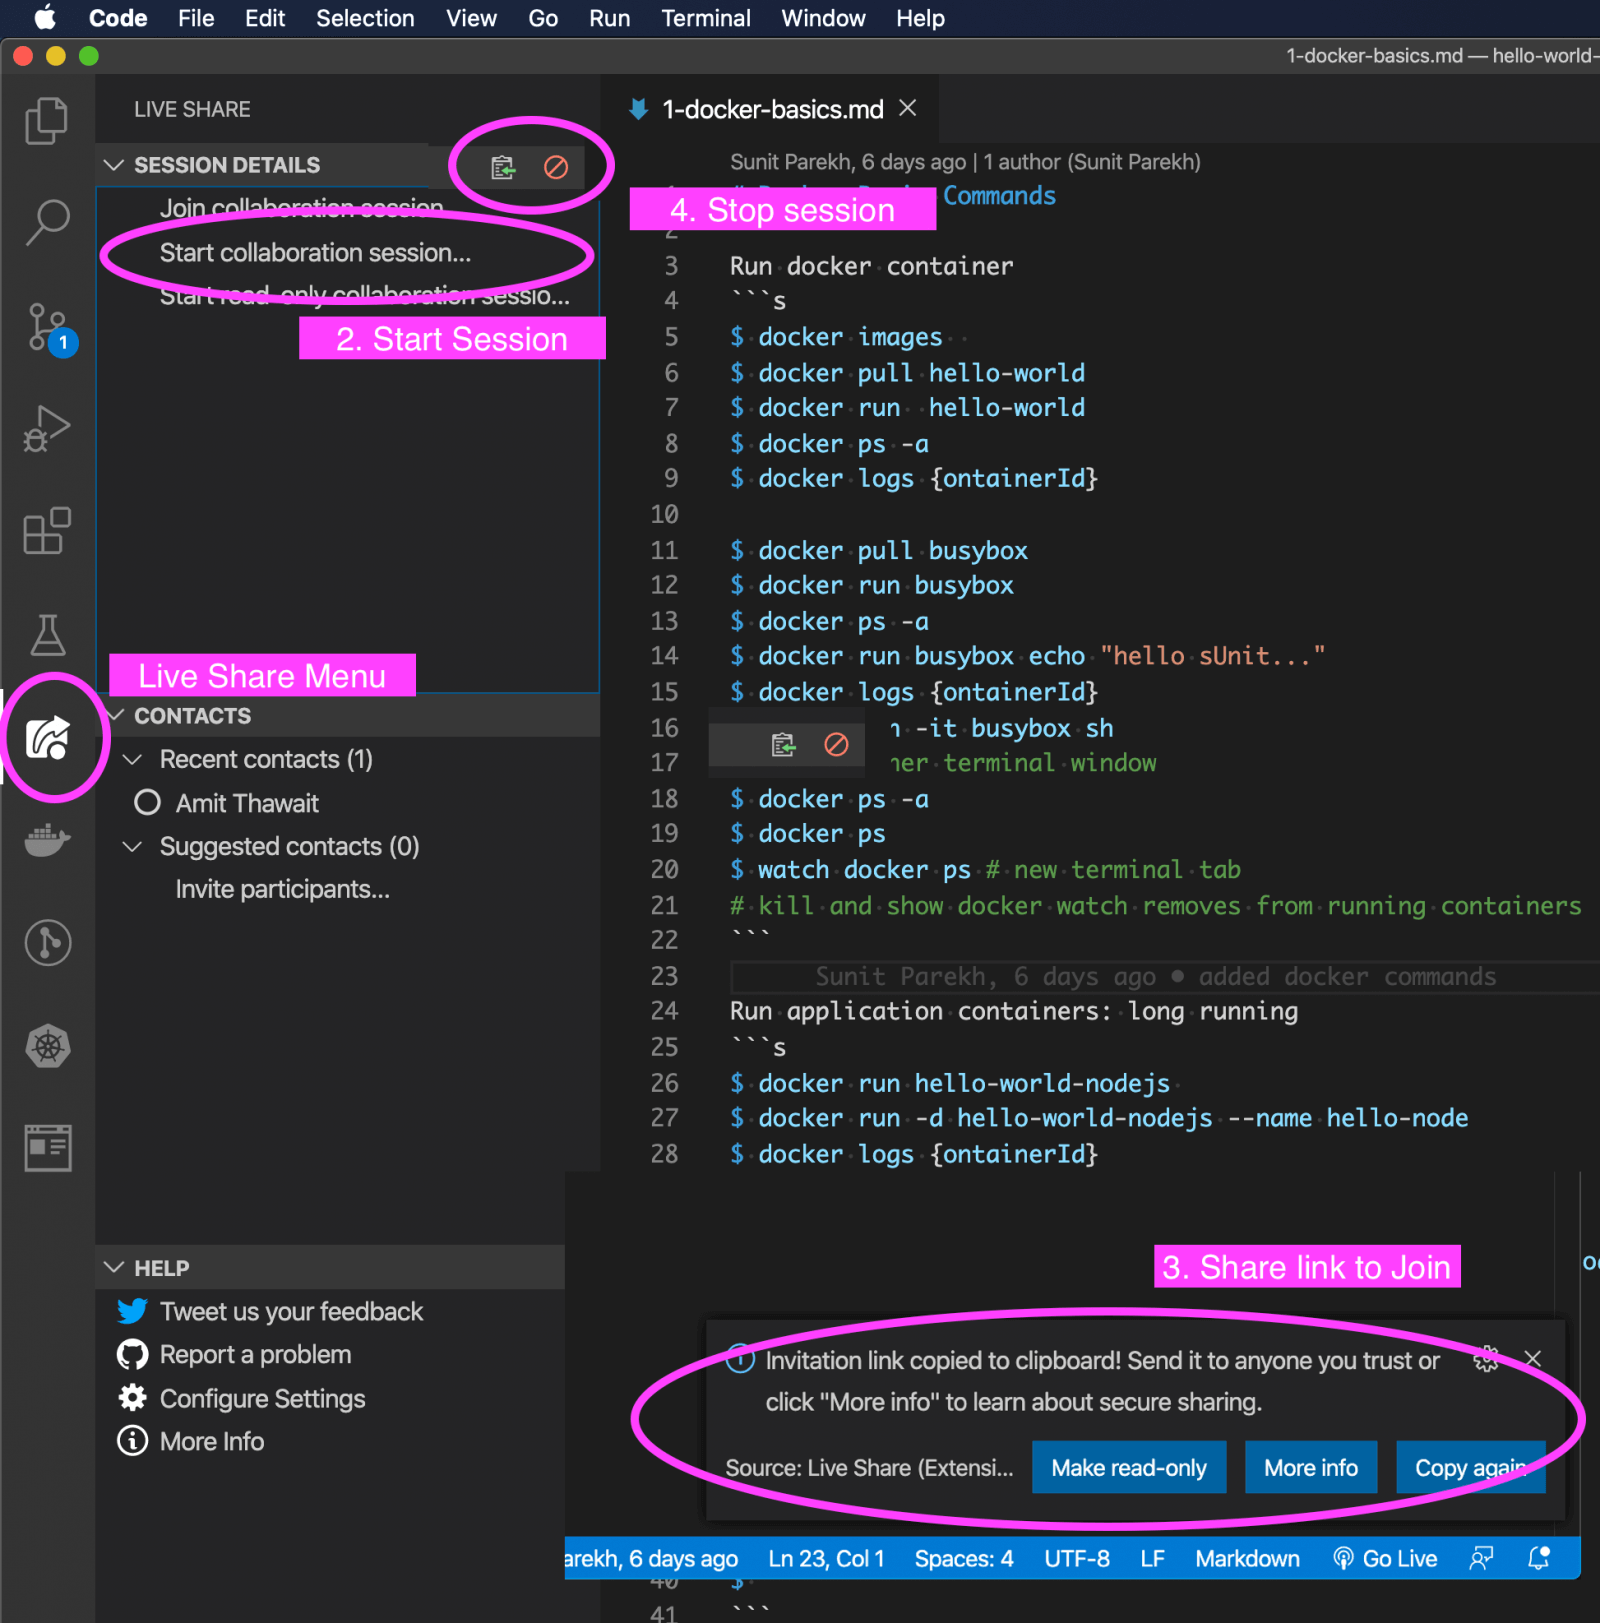 Code File Edit Selection View Go Run Terminal Window Help
1-docker-basics.md — hello-world-
LIVE SHARE
SESSION DETAILS
Join collaboration session
Start collaboration session...
Start read-only collaboration sessio...
2. Start Session
Live Share Menu
CONTACTS
Recent contacts (1)
Amit Thawait
Suggested contacts (0)
Invite participants...
HELP
Tweet us your feedback
Report a problem
Configure Settings
More Info
1
1-docker-basics.md
Sunit Parekh, 6 days ago | 1 author (Sunit Parekh)
Commands
4. Stop session
2
3 Run docker container
4 ```s
5 $ docker images
6 $ docker pull hello-world
7 $ docker run  hello-world
8 $ docker ps -a
9 $ docker logs {ontainerId}
10
11 $ docker pull busybox
12 $ docker run busybox
13 $ docker ps -a
14 $ docker run busybox echo "hello sUnit..."
15 $ docker logs {ontainerId}
16 -it busybox sh
17 terminal window
18 $ docker ps -a
19 $ docker ps
20 $ watch docker ps # new terminal tab
21 # kill and show docker watch removes from running containers
22 ```
23 Sunit Parekh, 6 days ago • added docker commands
24 Run application containers: long running
25 ```s
26 $ docker run hello-world-nodejs
27 $ docker run -d hello-world-nodejs --name hello-node
28 $ docker logs {ontainerId}
3. Share link to Join
Invitation link copied to clipboard! Send it to anyone you trust or
click "More info" to learn about secure sharing.
Source: Live Share (Extensi... Make read-only More info Copy again
arekh, 6 days ago Ln 23, Col 1 Spaces: 4 UTF-8 LF Markdown Go Live
40 $
41 ```